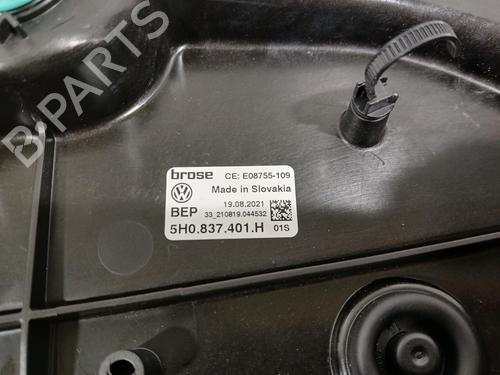 brose CE: E08755-109
Made in Slovakia
19.08.2021
BEP 33_210819.044532
5H0.837.401.H 01S
B-PARTS